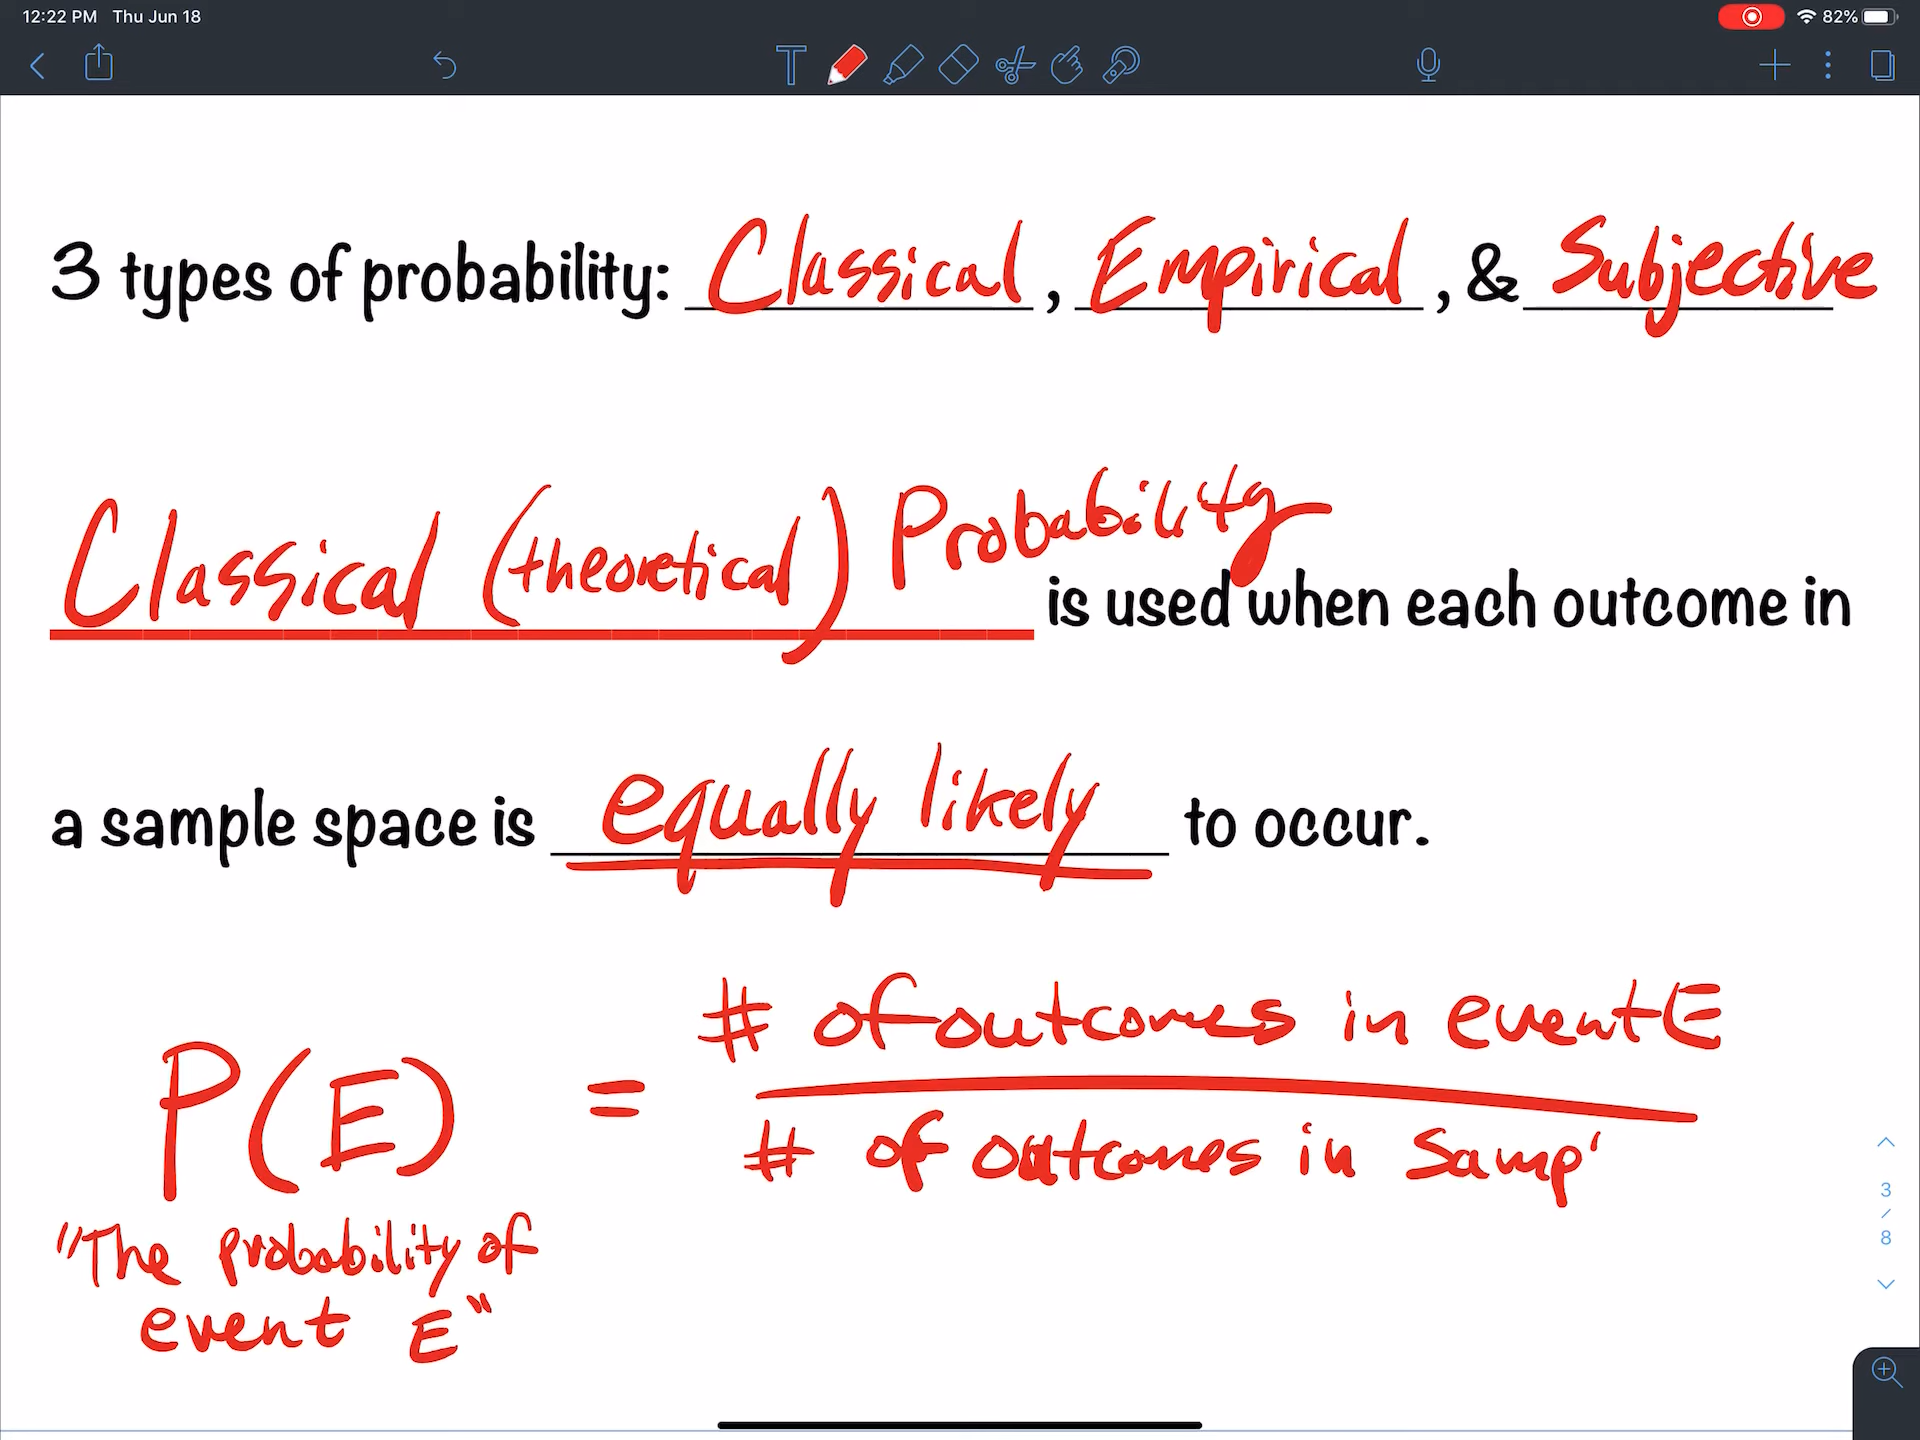 12:22 PM Thu Jun 18 82%
3 types of probability: Classical, Empirical, & Subjective
Classical (theoretical) Probability is used when each outcome in
a sample space is equally likely to occur.
# of outcomes in event E
P(E) =
# of outcomes in Samp
"The probability of
event E"
3
/
8